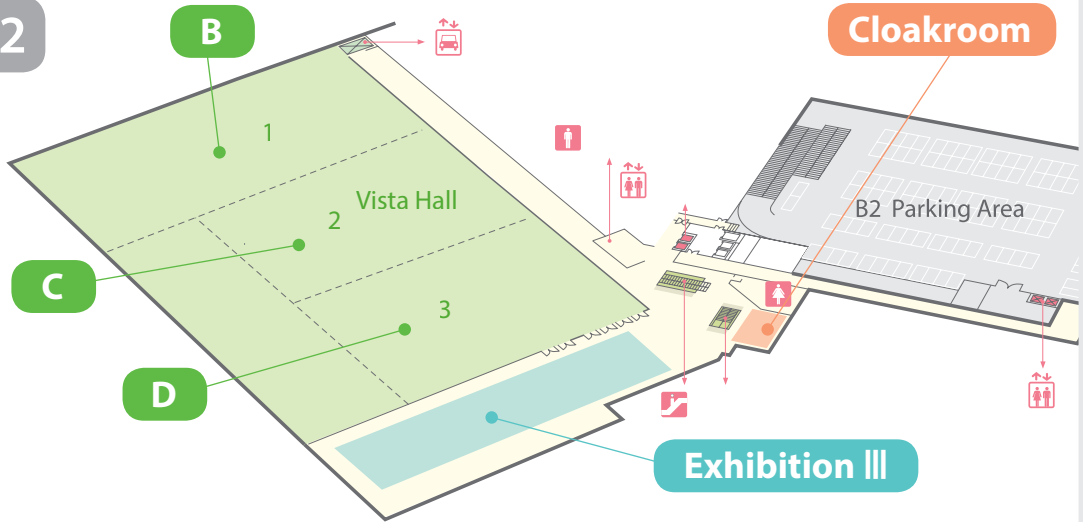 2
B
Cloakroom
1
Vista Hall
2
B2 Parking Area
C
3
D
Exhibition Ⅲ